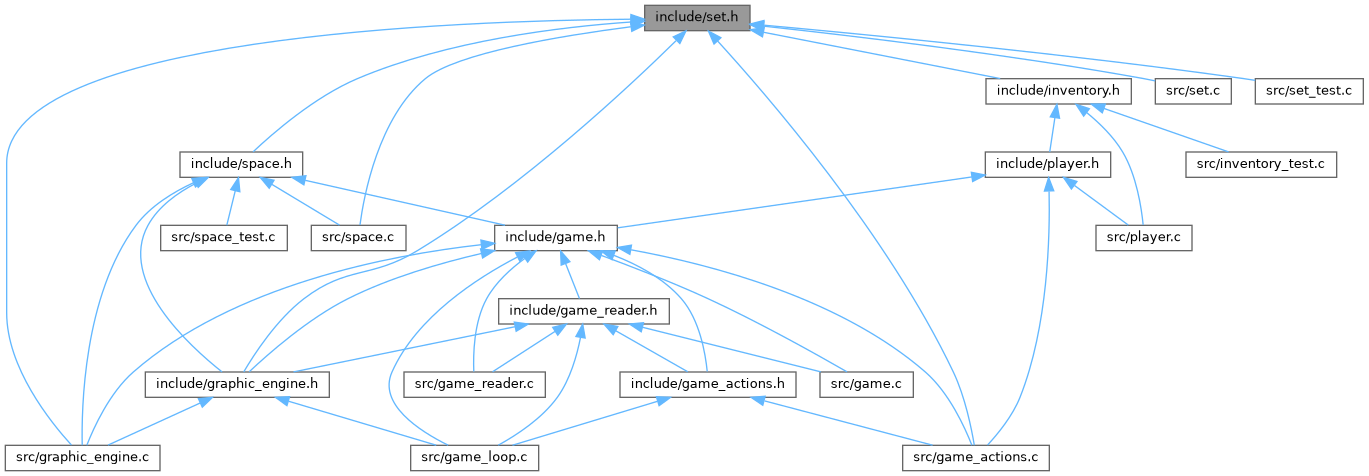 include/set.h
include/inventory.h
src/set.c
src/set_test.c
include/space.h
include/player.h
src/inventory_test.c
src/space_test.c
src/space.c
include/game.h
src/player.c
include/game_reader.h
include/graphic_engine.h
src/game_reader.c
include/game_actions.h
src/game.c
src/graphic_engine.c
src/game_loop.c
src/game_actions.c